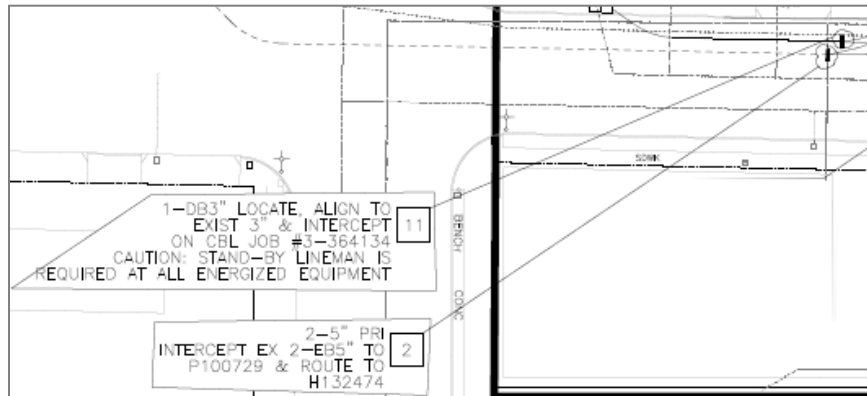 SDWK
1-DB3" LOCATE, ALIGN TO
EXIST 3" & INTERCEPT
ON CBL JOB #3-364134
CAUTION: STAND-BY LINEMAN IS
REQUIRED AT ALL ENERGIZED EQUIPMENT
11
BENCH
CONC
2-5" PRI
INTERCEPT EX 2-EB5" TO
P100729 & ROUTE TO
H132474
2